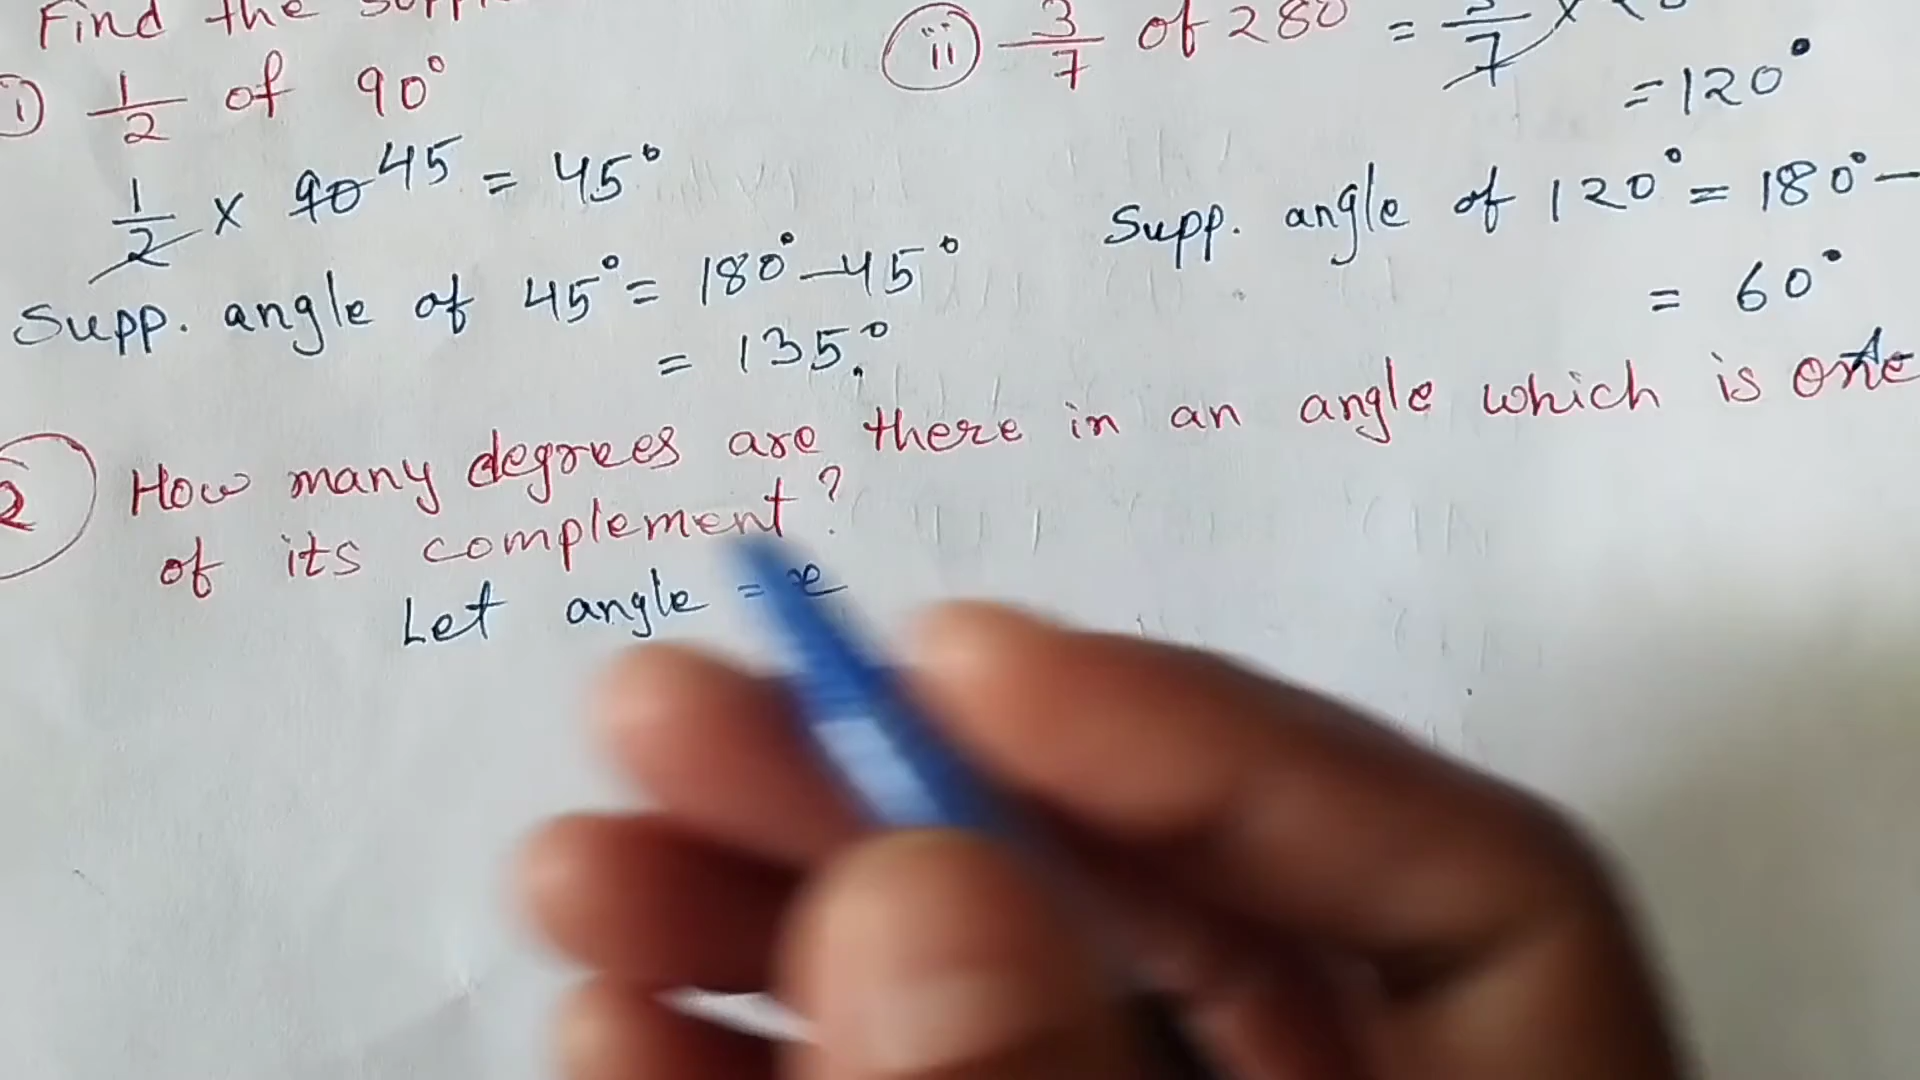 Find the
i) 1/2 of 90°
1/2 × 90 45 = 45°
Supp. angle of 45° = 180° - 45°
= 135°.
ii) 3/7 of 280 =
= 120°
Supp. angle of 120° = 180° -
= 60°
2 How many degrees are there in an angle which is
of its complement?
Let angle = x